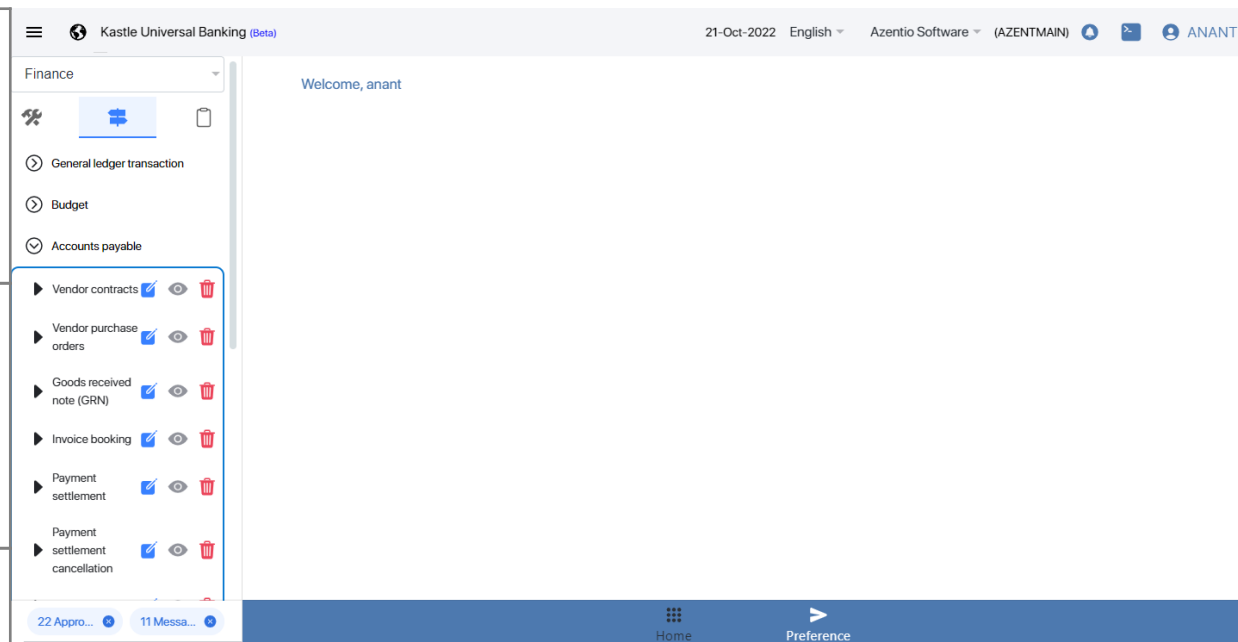 Kastle Universal Banking (Beta)
21-Oct-2022 English Azentio Software (AZENTMAIN) ANANT
Finance
Welcome, anant
General ledger transaction
Budget
Accounts payable
Vendor contracts
Vendor purchase
orders
Goods received
note (GRN)
Invoice booking
Payment
settlement
Payment
settlement
cancellation
22 Appro...
11 Messa...
Home
Preference